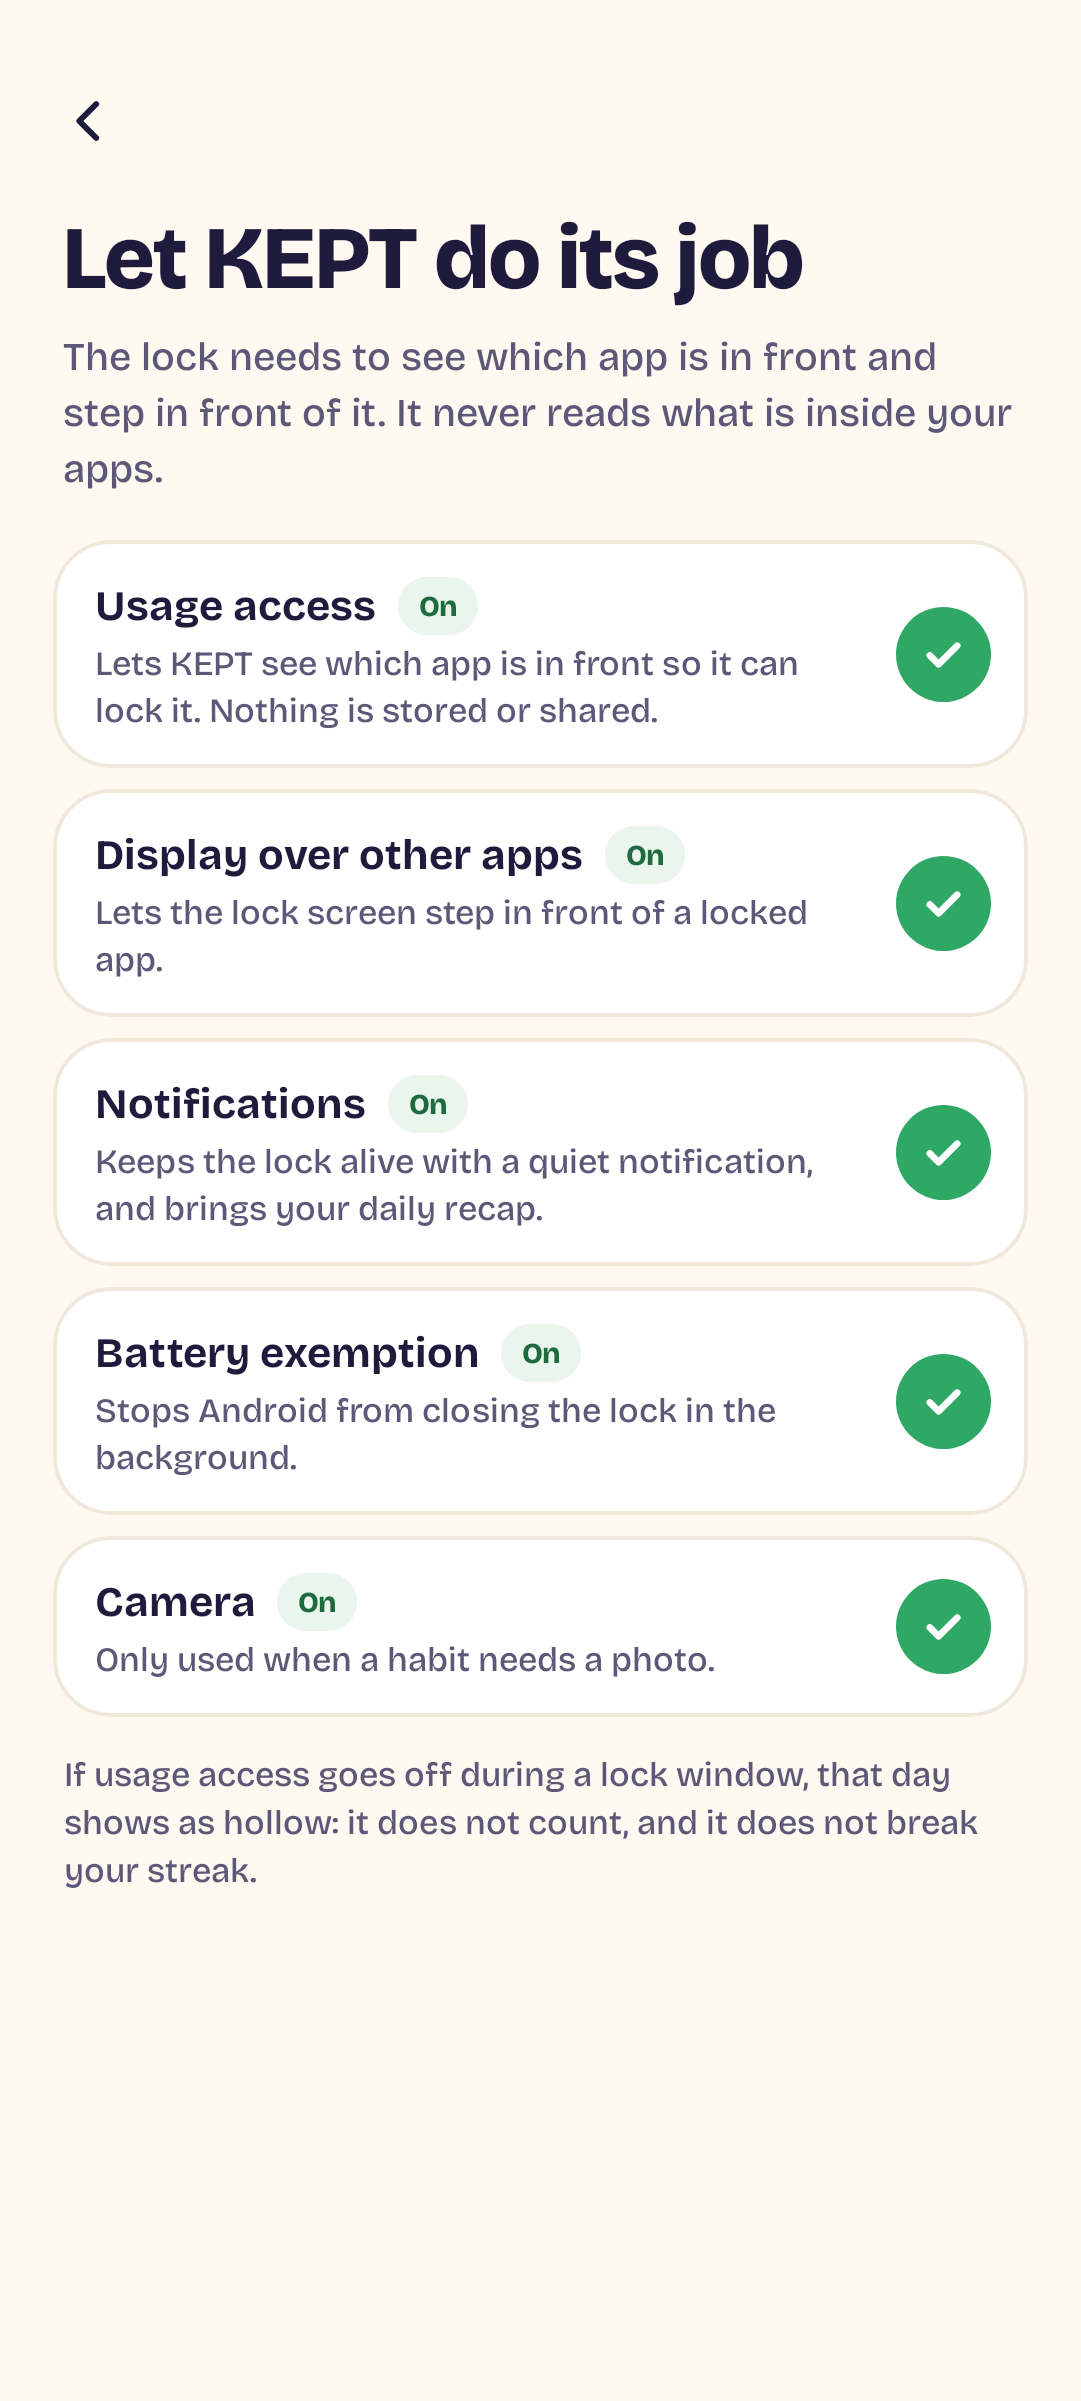 Let KEPT do its job
The lock needs to see which app is in front and
step in front of it. It never reads what is inside your
apps.
Usage access On
Lets KEPT see which app is in front so it can
lock it. Nothing is stored or shared.
Display over other apps On
Lets the lock screen step in front of a locked
app.
Notifications On
Keeps the lock alive with a quiet notification,
and brings your daily recap.
Battery exemption On
Stops Android from closing the lock in the
background.
Camera On
Only used when a habit needs a photo.
If usage access goes off during a lock window, that day
shows as hollow: it does not count, and it does not break
your streak.